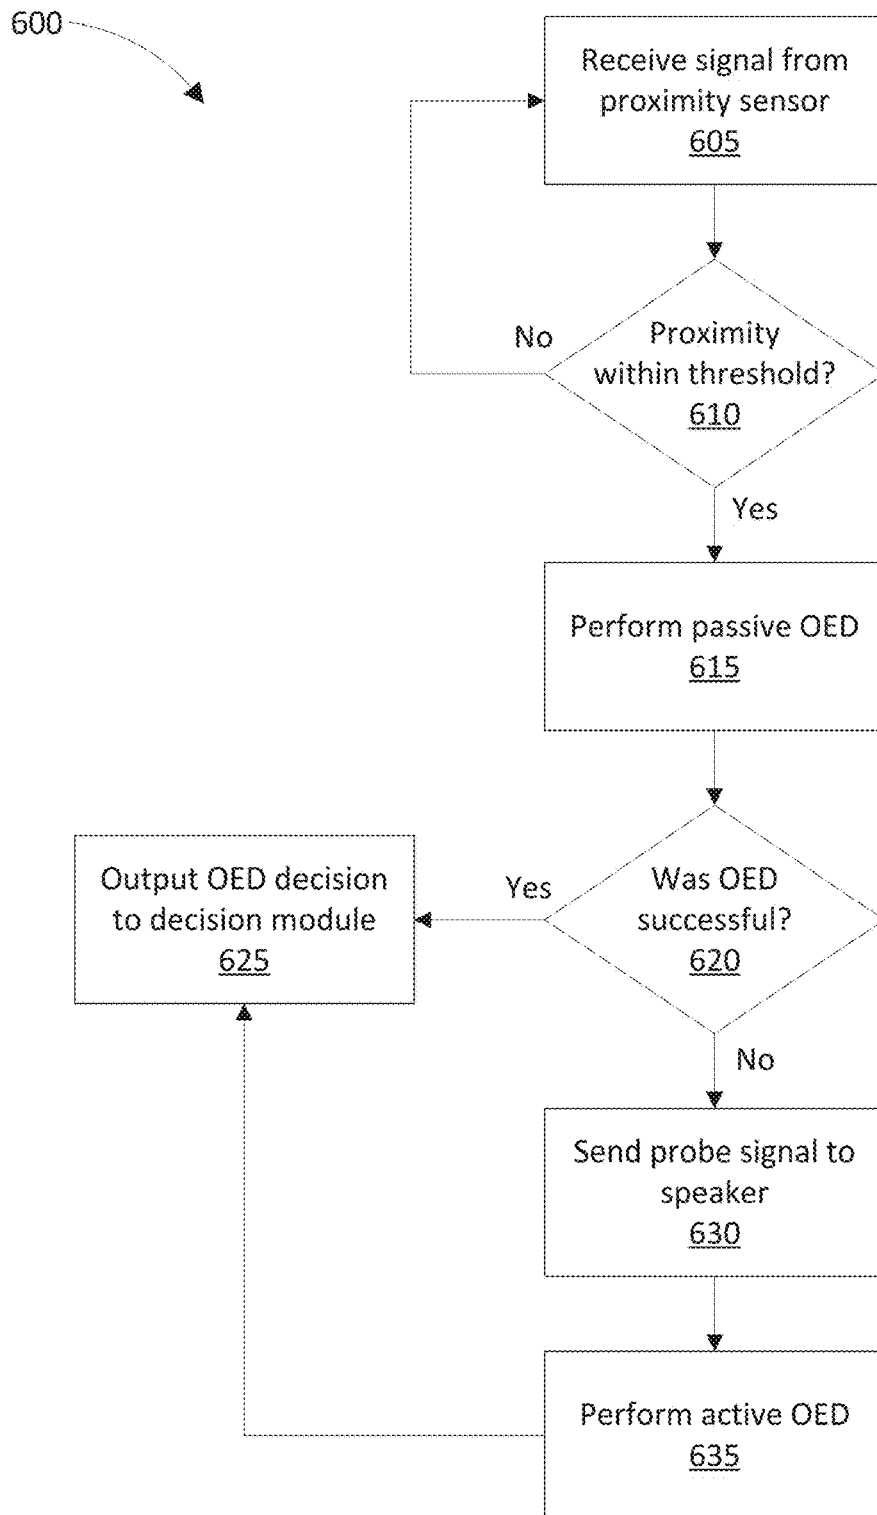 600
Receive signal from
proximity sensor
605
No
Proximity
within threshold?
610
Yes
Perform passive OED
615
Output OED decision
to decision module
625
Yes
Was OED
successful?
620
No
Send probe signal to
speaker
630
Perform active OED
635